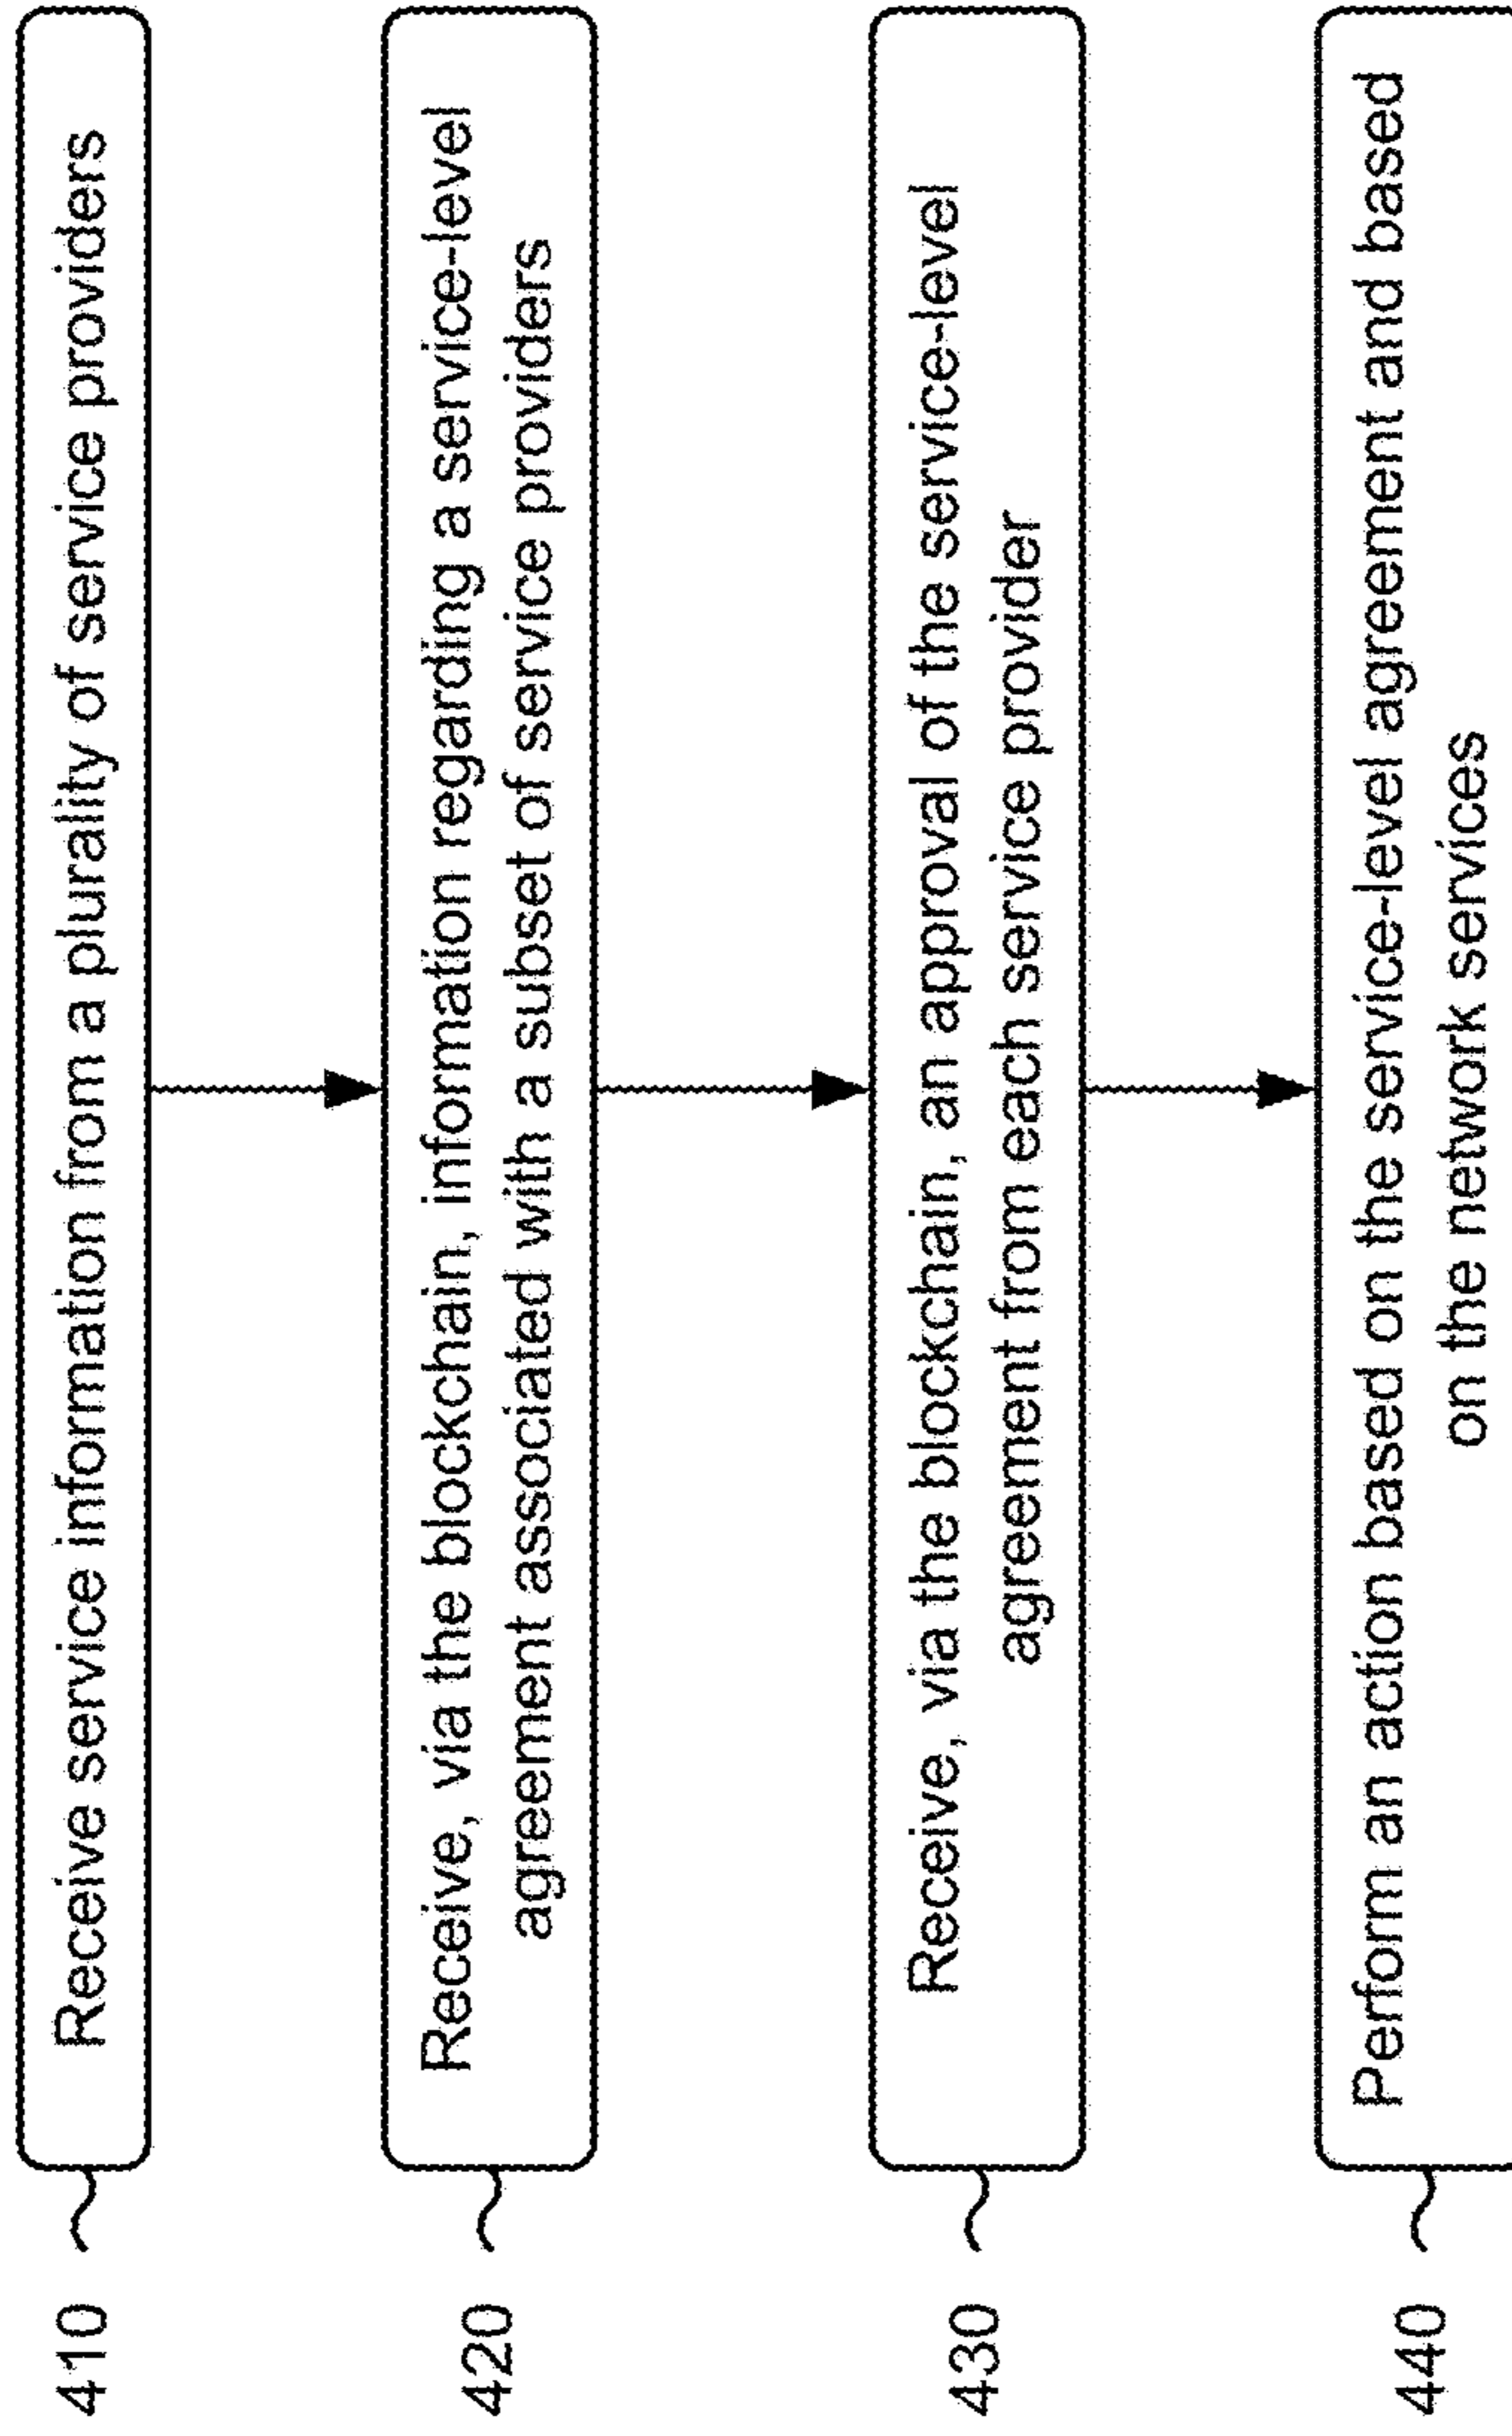 410
Receive service information from a plurality of service providers
420
Receive, via the blockchain, information regarding a service-level
agreement associated with a subset of service providers
430
Receive, via the blockchain, an approval of the service-level
agreement from each service provider
440
Perform an action based on the service-level agreement and based
on the network services